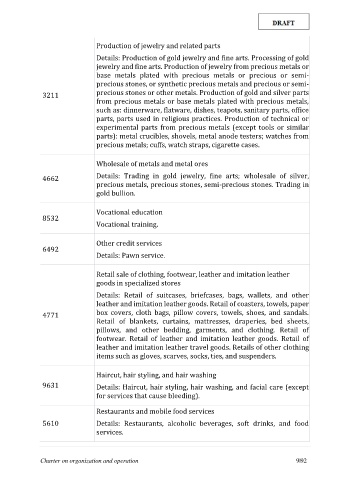 DRAFT
Production of jewelry and related parts
3211
Details: Production of gold jewelry and fine arts. Processing of gold
jewelry and fine arts. Production of jewelry from precious metals or
base metals plated with precious metals or precious or semi-
precious stones, or synthetic precious metals and precious or semi-
precious stones or other metals. Production of gold and silver parts
from precious metals or base metals plated with precious metals,
such as: dinnerware, flatware, dishes, teapots, sanitary parts, office
parts, parts used in religious practices. Production of technical or
experimental parts from precious metals (except tools or similar
parts): metal crucibles, shovels, metal anode testers; watches from
precious metals; cuffs, watch straps, cigarette cases.
Wholesale of metals and metal ores
4662
Details: Trading in gold jewelry, fine arts; wholesale of silver,
precious metals, precious stones, semi-precious stones. Trading in
gold bullion.
8532
Vocational education
Vocational training.
6492
Other credit services
Details: Pawn service.
Retail sale of clothing, footwear, leather and imitation leather
goods in specialized stores
4771
Details: Retail of suitcases, briefcases, bags, wallets, and other
leather and imitation leather goods. Retail of coasters, towels, paper
box covers, cloth bags, pillow covers, towels, shoes, and sandals.
Retail of blankets, curtains, mattresses, draperies, bed sheets,
pillows, and other bedding, garments, and clothing. Retail of
footwear. Retail of leather and imitation leather goods. Retail of
leather and imitation leather travel goods. Retails of other clothing
items such as gloves, scarves, socks, ties, and suspenders.
9631
Haircut, hair styling, and hair washing
Details: Haircut, hair styling, hair washing, and facial care (except
for services that cause bleeding).
Restaurants and mobile food services
5610
Details: Restaurants, alcoholic beverages, soft drinks, and food
services.
Charter on organization and operation 9/92